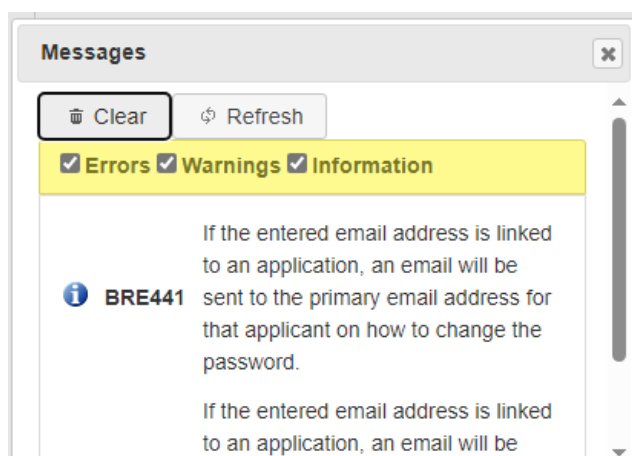 Messages
Clear Refresh
Errors Warnings Information
If the entered email address is linked
to an application, an email will be
BRE441 sent to the primary email address for
that applicant on how to change the
password.
If the entered email address is linked
to an application, an email will be